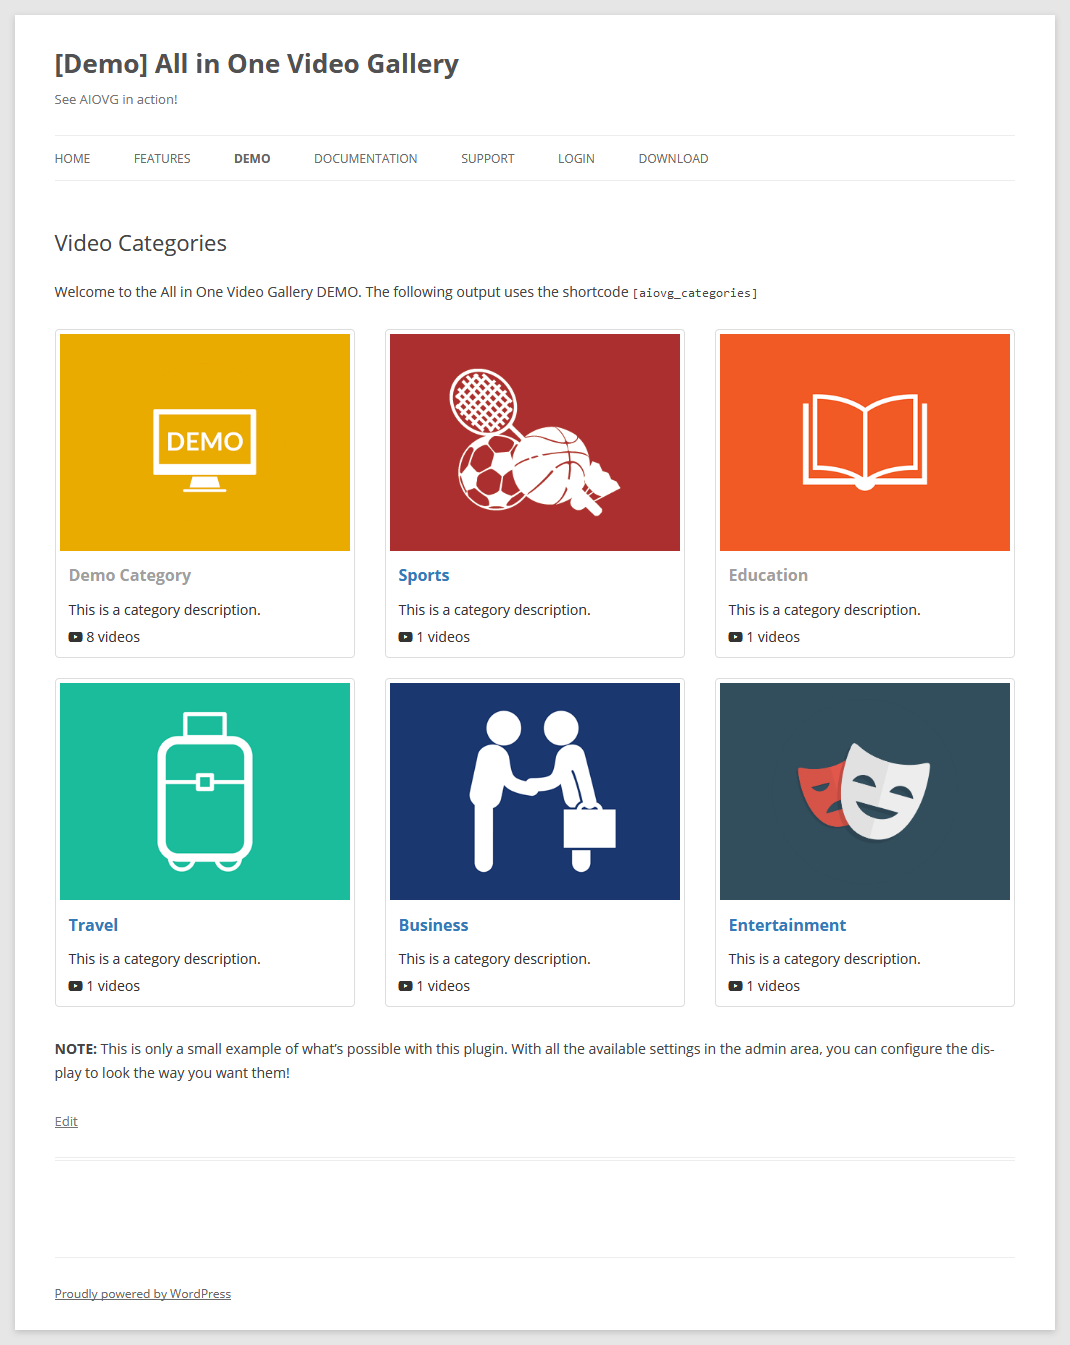 [Demo] All in One Video Gallery
See AIOVG in action!
HOME FEATURES DEMO DOCUMENTATION SUPPORT LOGIN DOWNLOAD
Video Categories
Welcome to the All in One Video Gallery DEMO. The following output uses the shortcode [aiovg_categories]
DEMO
Demo Category
This is a category description.
8 videos
Sports
This is a category description.
1 videos
Education
This is a category description.
1 videos
Travel
This is a category description.
1 videos
Business
This is a category description.
1 videos
Entertainment
This is a category description.
1 videos
NOTE: This is only a small example of what’s possible with this plugin. With all the available settings in the admin area, you can configure the dis-
play to look the way you want them!
Edit
Proudly powered by WordPress